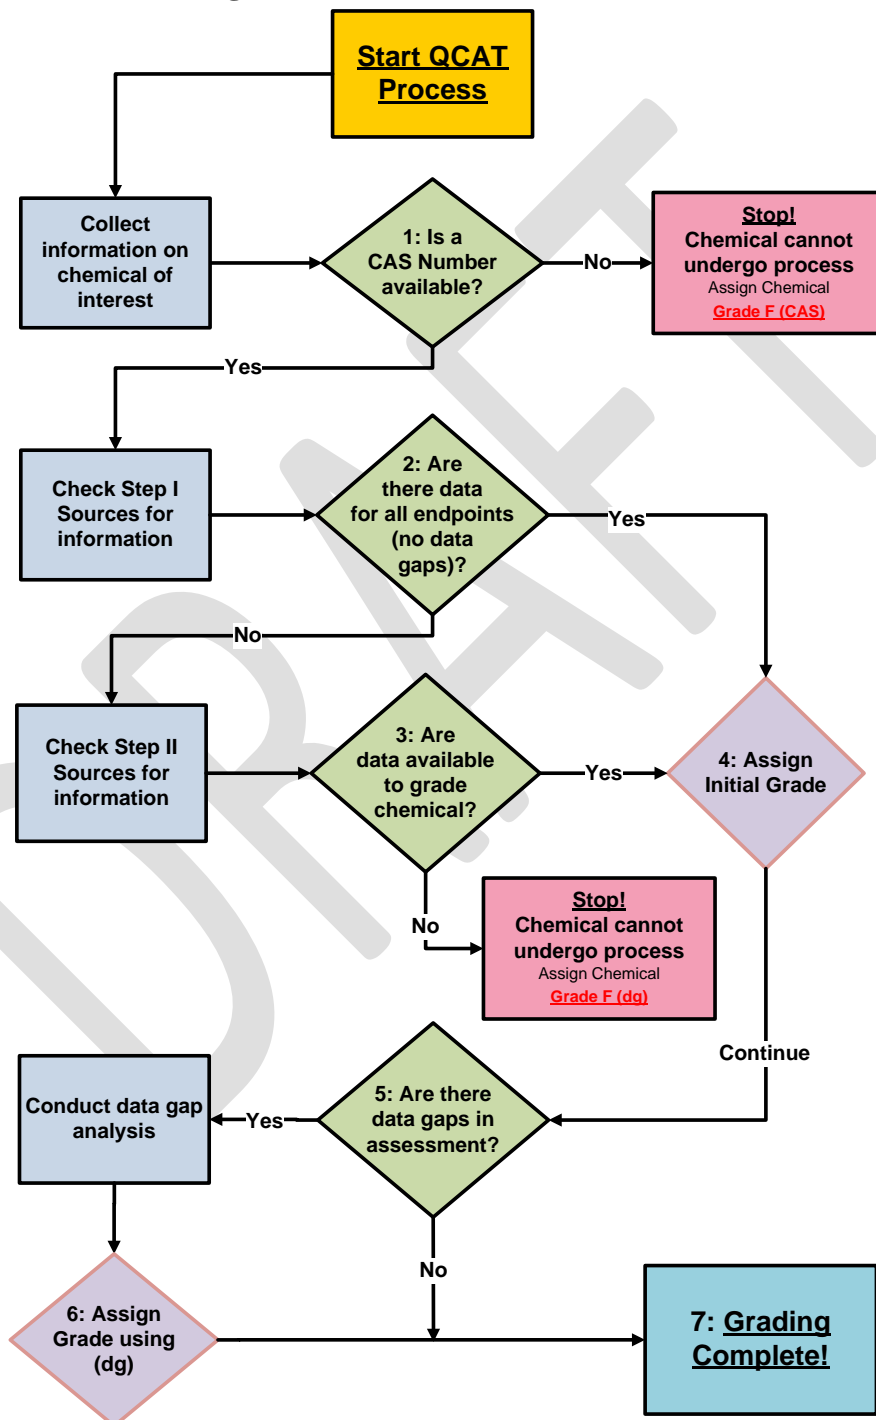 Start QCAT
Process
Collect
information on
chemical of
interest
1: Is a
CAS Number
available?
No
Stop!
Chemical cannot
undergo process
Assign Chemical
Grade F (CAS)
Yes
Check Step I
Sources for
information
2: Are
there data
for all endpoints
(no data
gaps)?
Yes
No
Check Step II
Sources for
information
3: Are
data available
to grade
chemical?
Yes
4: Assign
Initial Grade
No
Stop!
Chemical cannot
undergo process
Assign Chemical
Grade F (dg)
Continue
Conduct data gap
analysis
Yes
5: Are there
data gaps in
assessment?
No
6: Assign
Grade using
(dg)
7: Grading
Complete!
DRAFT